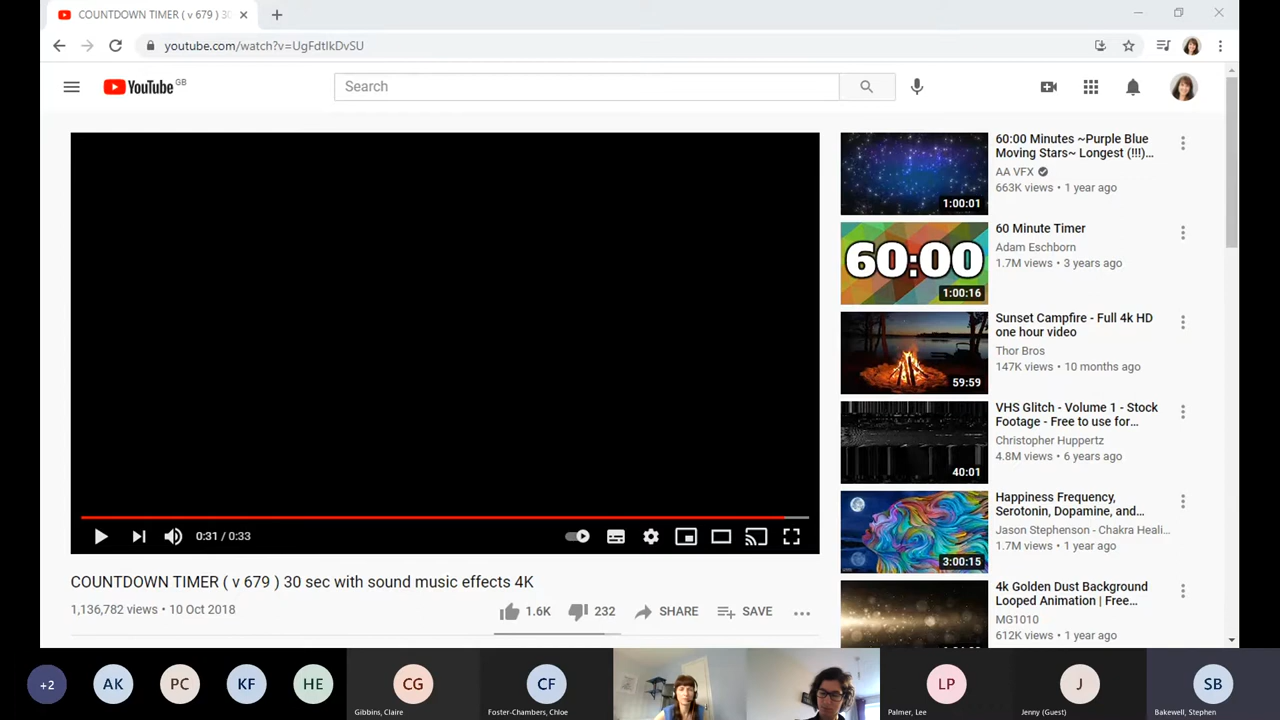 COUNTDOWN TIMER ( v 679 ) 30
youtube.com/watch?v=UgFdtIkDvSU
YouTube GB
Search
60:00 Minutes ~Purple Blue
Moving Stars~ Longest (!!!)...
AA VFX
663K views • 1 year ago
1:00:01
60 Minute Timer
Adam Eschborn
1.7M views • 3 years ago
60:00
1:00:16
Sunset Campfire - Full 4k HD
one hour video
Thor Bros
147K views • 10 months ago
59:59
VHS Glitch - Volume 1 - Stock
Footage - Free to use for...
Christopher Huppertz
4.8M views • 6 years ago
40:01
Happiness Frequency,
Serotonin, Dopamine, and...
Jason Stephenson - Chakra Heali...
1.7M views • 1 year ago
3:00:15
4k Golden Dust Background
Looped Animation | Free...
MG1010
612K views • 1 year ago
0:31 / 0:33
COUNTDOWN TIMER ( v 679 ) 30 sec with sound music effects 4K
1,136,782 views • 10 Oct 2018
1.6K 232 SHARE SAVE
+2 AK PC KF HE CG CF LP J SB
Gibbins, Claire Foster-Chambers, Chloe Palmer, Lee Jenny (Guest) Bakewell, Stephen